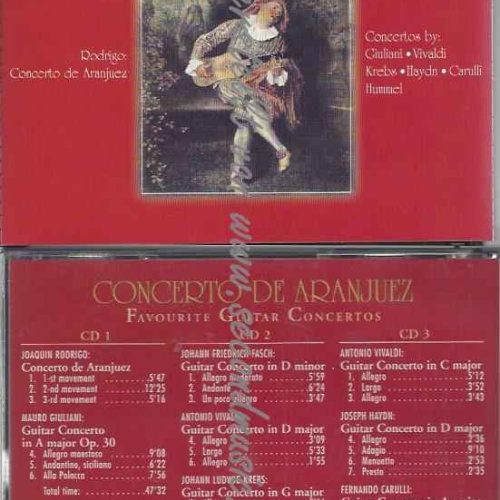 Rodrigo:
Concerto de Aranjuez
Concertos by:
Giuliani • Vivaldi
Krebs • Haydn • Carulli
Hummel
CONCERTO DE ARANJUEZ
FAVOURITE GUITAR CONCERTOS
CD 1
JOAQUIN RODRIGO:
Concerto de Aranjuez
1. 1-st movement 5'47
2. 2-nd movement 12'25
3. 3-rd movement 5'16
MAURO GIULIANI:
Guitar Concerto
in A major Op. 30
4. Allegro maestoso 9'08
5. Andantino, siciliano 6'22
6. Alla Polacca 7'56
Total time: 47'32
CD 2
JOHANN FRIEDRICH FASCH:
Guitar Concerto in D minor
1. Allegro moderato 5'59
2. Andante 6'24
3. Un poco allegro 3'47
ANTONIO VIVALDI:
Guitar Concerto in D major
4. Allegro 3'09
5. Largo 5'33
6. Allegro 1'55
JOHANN LUDWIG KREBS:
Guitar Concerto in G major
CD 3
ANTONIO VIVALDI:
Guitar Concerto in C major
1. Allegro 5'12
2. Largo 3'52
3. Allegro 3'43
JOSEPH HAYDN:
Guitar Concerto in D major
4. Allegro 2'36
5. Adagio 5'10
6. Menuetto 2'53
7. Presto 2'35
FERNANDO CARULLI: